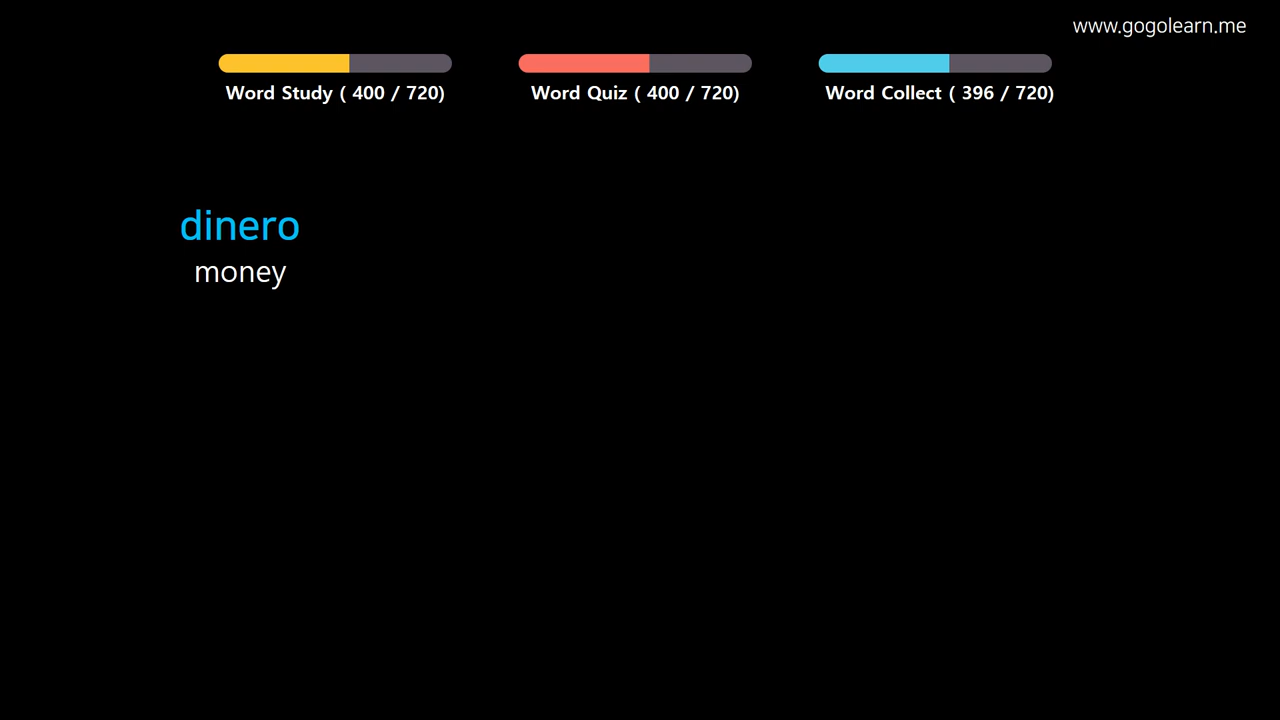 www.gogolearn.me
Word Study ( 400 / 720)
Word Quiz ( 400 / 720)
Word Collect ( 396 / 720)
dinero
money